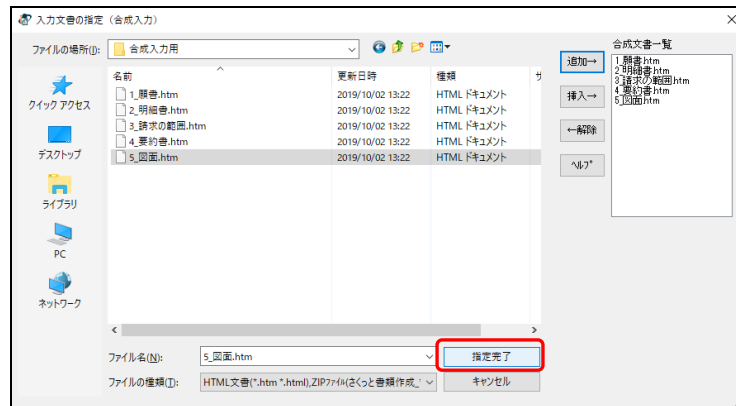 入力文書の指定 （合成入力）
ファイルの場所(I): 合成入力用
名前 更新日時 種類 サ
1_願書.htm 2019/10/02 13:22 HTML ドキュメント
2_明細書.htm 2019/10/02 13:22 HTML ドキュメント
3_請求の範囲.htm 2019/10/02 13:22 HTML ドキュメント
4_要約書.htm 2019/10/02 13:22 HTML ドキュメント
5_図面.htm 2019/10/02 13:22 HTML ドキュメント
クイック アクセス
デスクトップ
ライブラリ
PC
ネットワーク
ファイル名(N): 5_図面.htm 指定完了
ファイルの種類(T): HTML文書(*.htm *.html),ZIPファイル(さくっと書類作成_ キャンセル
追加→
挿入→
←解除
ヘルプ
合成文書一覧
1_願書.htm
2_明細書.htm
3_請求の範囲.htm
4_要約書.htm
5_図面.htm